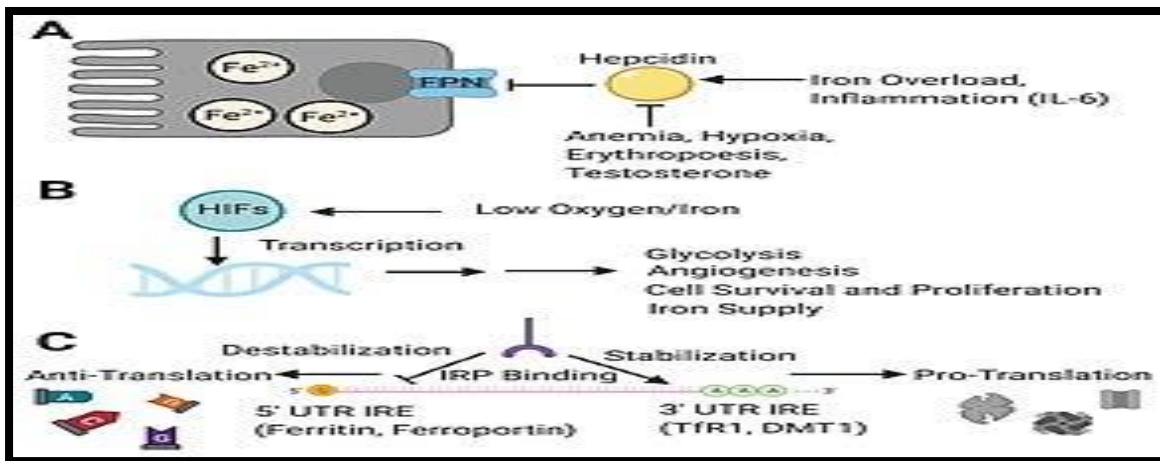 A
Fe²⁺
Fe²⁺ Fe²⁺
FPN
Hepcidin
Iron Overload,
Inflammation (IL-6)
Anemia, Hypoxia,
Erythropoesis,
Testosterone
B
HIFs
Low Oxygen/Iron
Transcription
Glycolysis
Angiogenesis
Cell Survival and Proliferation
Iron Supply
C
Destabilization
Stabilization
Anti-Translation
IRP Binding
Pro-Translation
5'
A A A
3'
A
G
5' UTR IRE
(Ferritin, Ferroportin)
3' UTR IRE
(TfR1, DMT1)